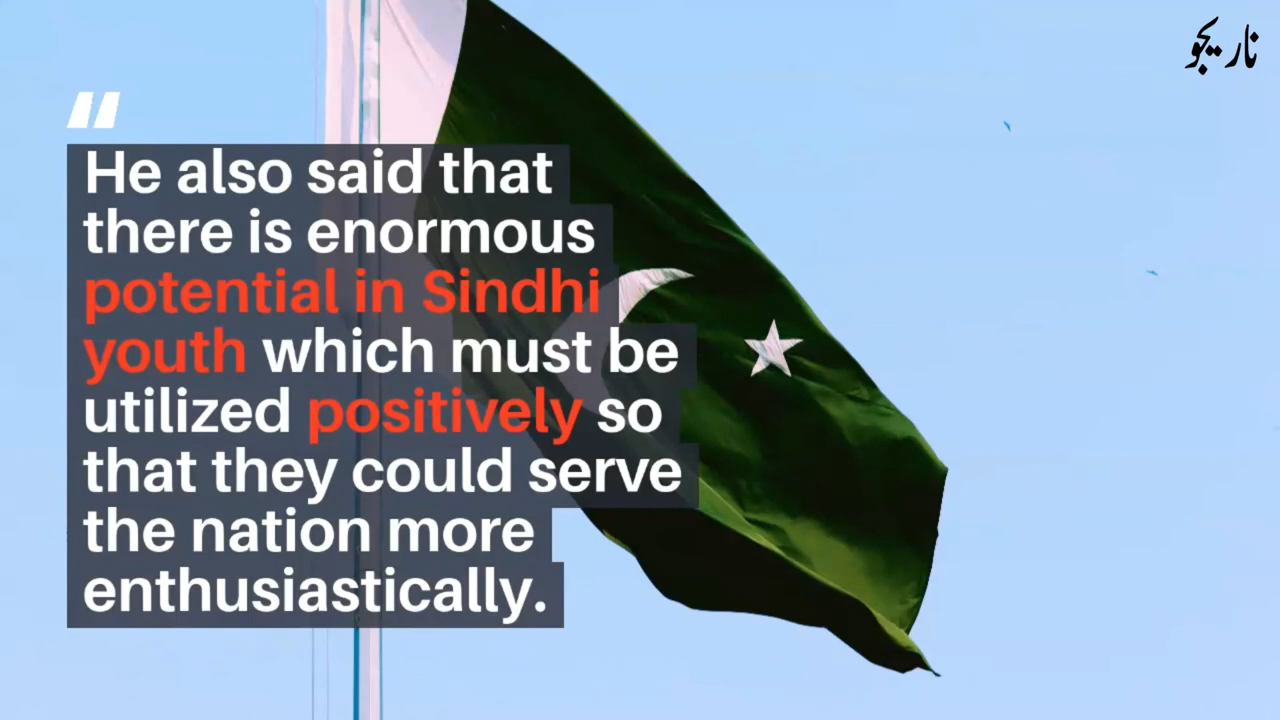 ناريجو
"
He also said that
there is enormous
potential in Sindhi
youth which must be
utilized positively so
that they could serve
the nation more
enthusiastically.